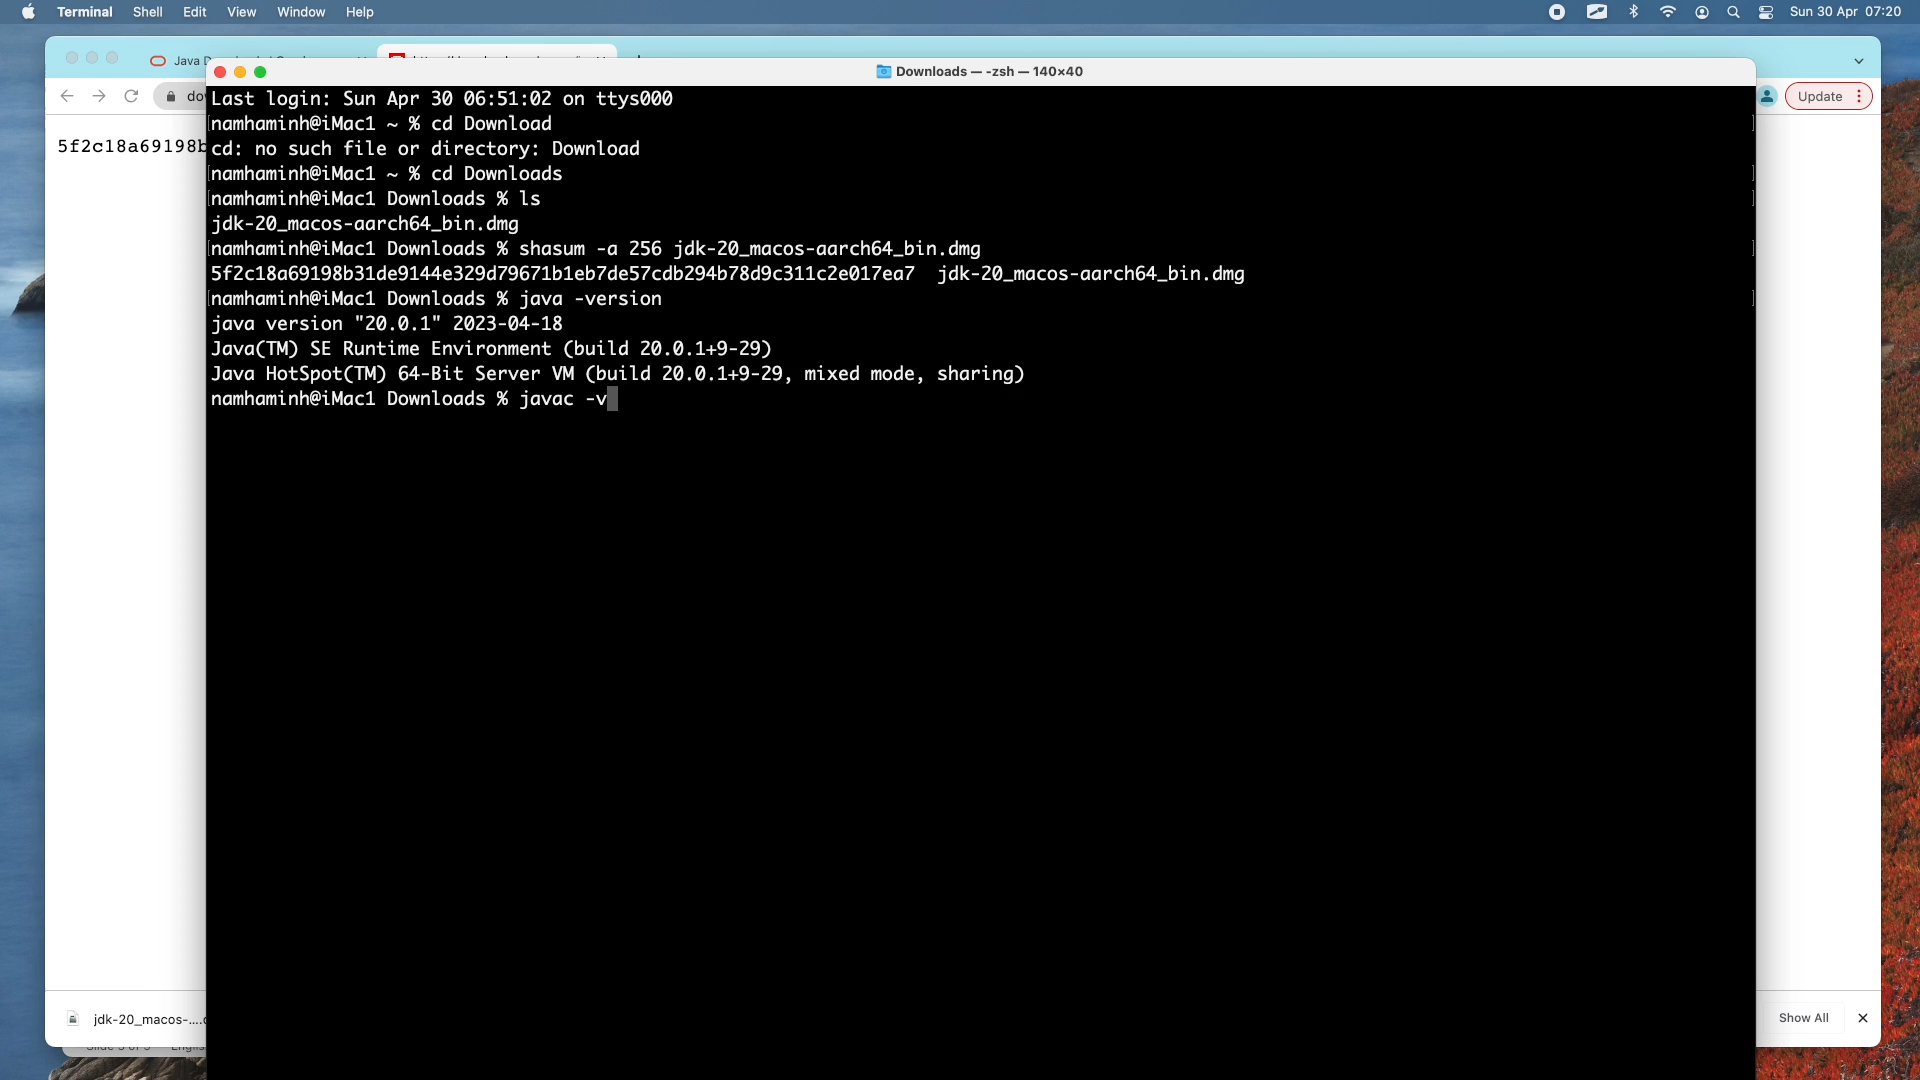 Terminal Shell Edit View Window Help
Sun 30 Apr 07:20
Java
Downloads — -zsh — 140×40
Update
5f2c18a69198b
Last login: Sun Apr 30 06:51:02 on ttys000
namhaminh@iMac1 ~ % cd Download
cd: no such file or directory: Download
namhaminh@iMac1 ~ % cd Downloads
namhaminh@iMac1 Downloads % ls
jdk-20_macos-aarch64_bin.dmg
namhaminh@iMac1 Downloads % shasum -a 256 jdk-20_macos-aarch64_bin.dmg
5f2c18a69198b31de9144e329d79671b1eb7de57cdb294b78d9c311c2e017ea7  jdk-20_macos-aarch64_bin.dmg
namhaminh@iMac1 Downloads % java -version
java version "20.0.1" 2023-04-18
Java(TM) SE Runtime Environment (build 20.0.1+9-29)
Java HotSpot(TM) 64-Bit Server VM (build 20.0.1+9-29, mixed mode, sharing)
namhaminh@iMac1 Downloads % javac -v
jdk-20_macos-....
Show All